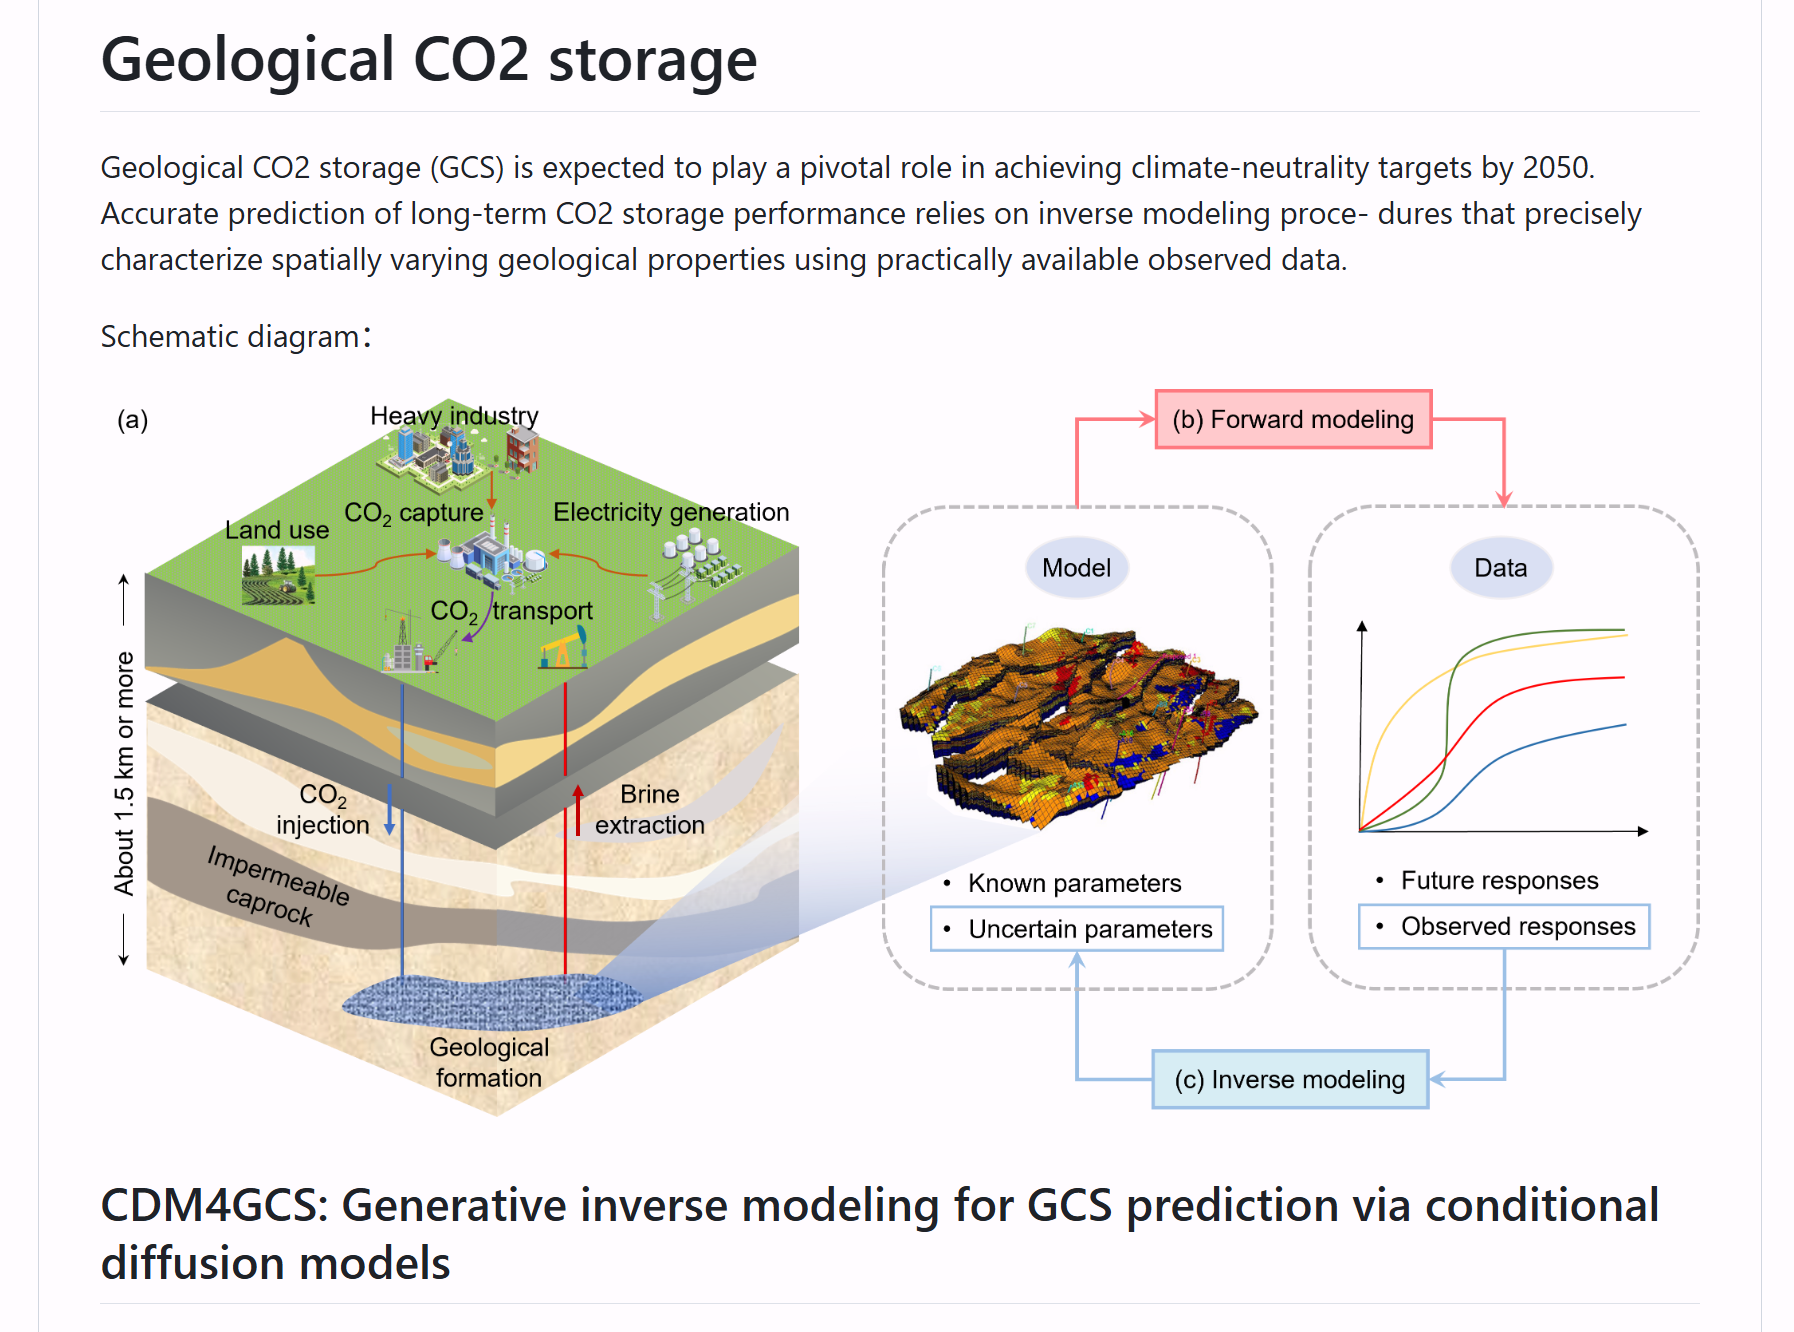 Geological CO2 storage
Geological CO2 storage (GCS) is expected to play a pivotal role in achieving climate-neutrality targets by 2050.
Accurate prediction of long-term CO2 storage performance relies on inverse modeling proce- dures that precisely
characterize spatially varying geological properties using practically available observed data.
Schematic diagram：
(a)
Heavy industry
CO₂ capture
Electricity generation
Land use
CO₂ transport
About 1.5 km or more
CO₂
injection
Brine
extraction
Impermeable
caprock
Geological
formation
(b) Forward modeling
Model
• Known parameters
• Uncertain parameters
Data
• Future responses
• Observed responses
(c) Inverse modeling
CDM4GCS: Generative inverse modeling for GCS prediction via conditional
diffusion models